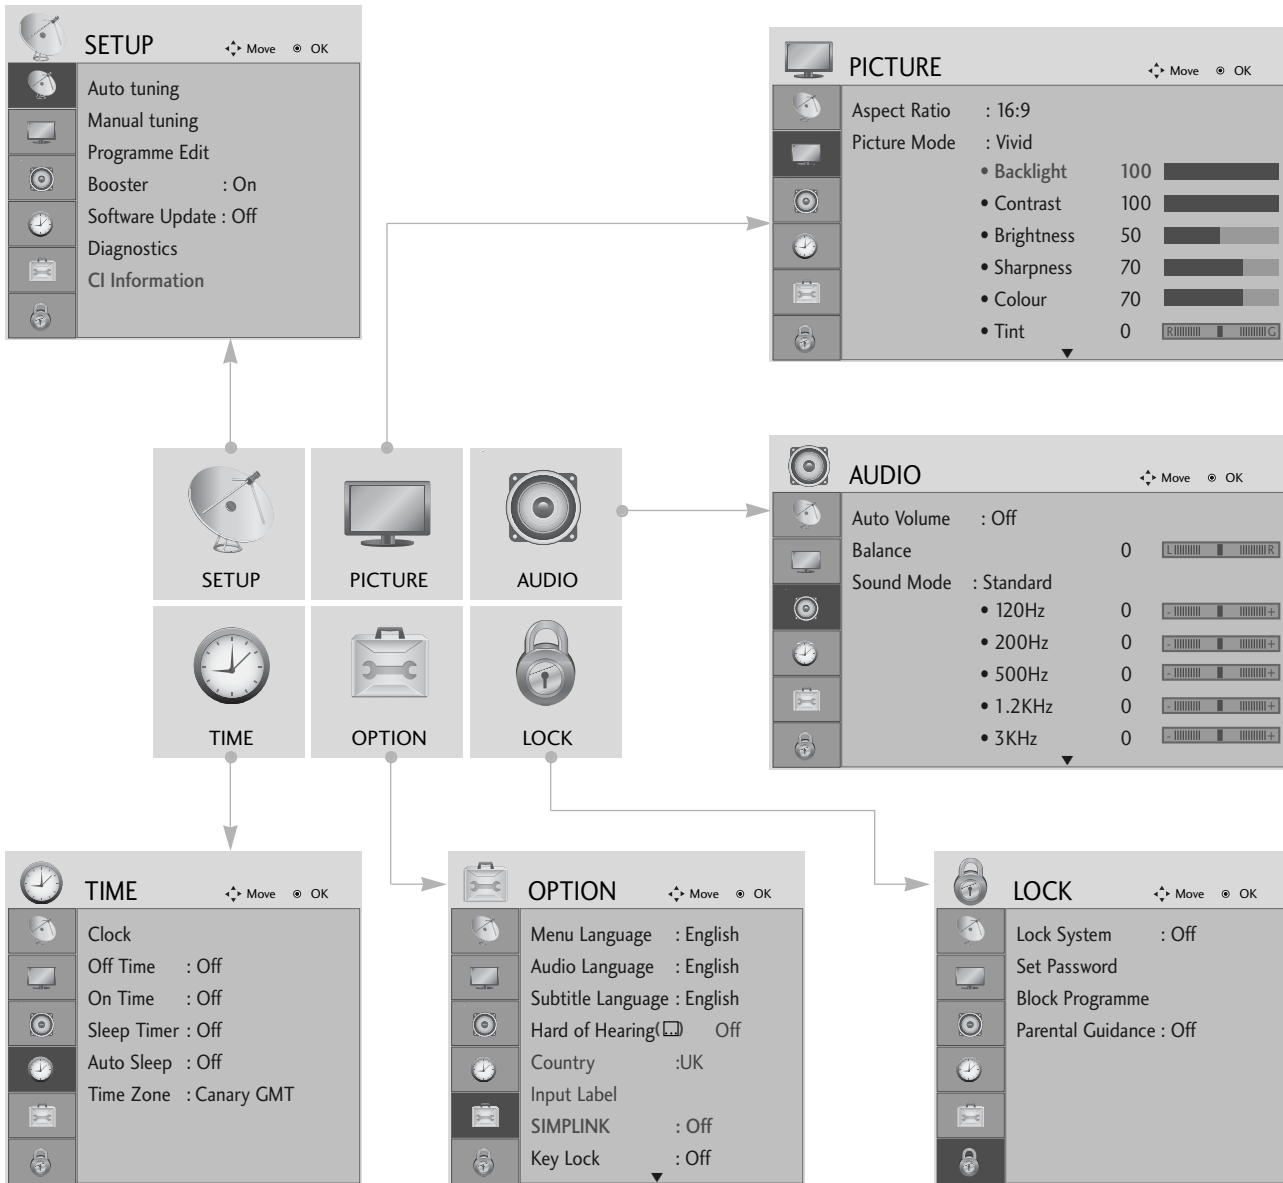 SETUP
Move OK
Auto tuning
Manual tuning
Programme Edit
Booster : On
Software Update : Off
Diagnostics
CI Information
PICTURE
Move OK
Aspect Ratio : 16:9
Picture Mode : Vivid
• Backlight 100
• Contrast 100
• Brightness 50
• Sharpness 70
• Colour 70
• Tint 0 R G
SETUP PICTURE AUDIO
TIME OPTION LOCK
AUDIO
Move OK
Auto Volume : Off
Balance 0 L R
Sound Mode : Standard
• 120Hz 0 - +
• 200Hz 0 - +
• 500Hz 0 - +
• 1.2KHz 0 - +
• 3KHz 0 - +
TIME
Move OK
Clock
Off Time : Off
On Time : Off
Sleep Timer : Off
Auto Sleep : Off
Time Zone : Canary GMT
OPTION
Move OK
Menu Language : English
Audio Language : English
Subtitle Language : English
Hard of Hearing( ) Off
Country :UK
Input Label
SIMPLINK : Off
Key Lock : Off
LOCK
Move OK
Lock System : Off
Set Password
Block Programme
Parental Guidance : Off